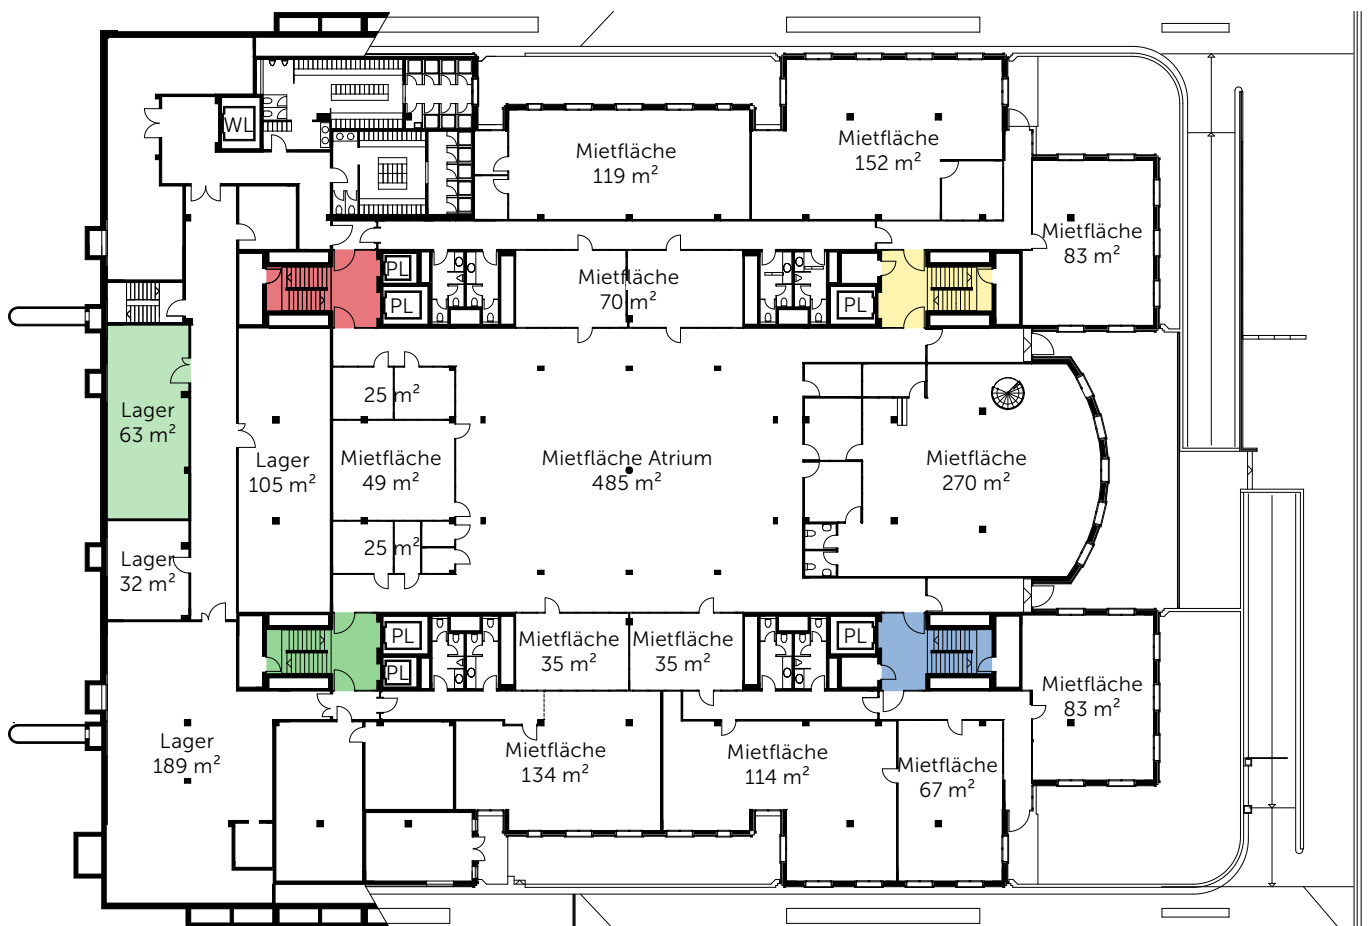 WL
Mietfläche
119 m²
Mietfläche
152 m²
Mietfläche
83 m²
PL
PL
Mietfläche
70 m²
PL
Lager
63 m²
25 m²
Lager
105 m²
Mietfläche
49 m²
Mietfläche Atrium
485 m²
Mietfläche
270 m²
25 m²
Lager
32 m²
PL
PL
Mietfläche
35 m²
Mietfläche
35 m²
PL
Mietfläche
83 m²
Lager
189 m²
Mietfläche
134 m²
Mietfläche
114 m²
Mietfläche
67 m²